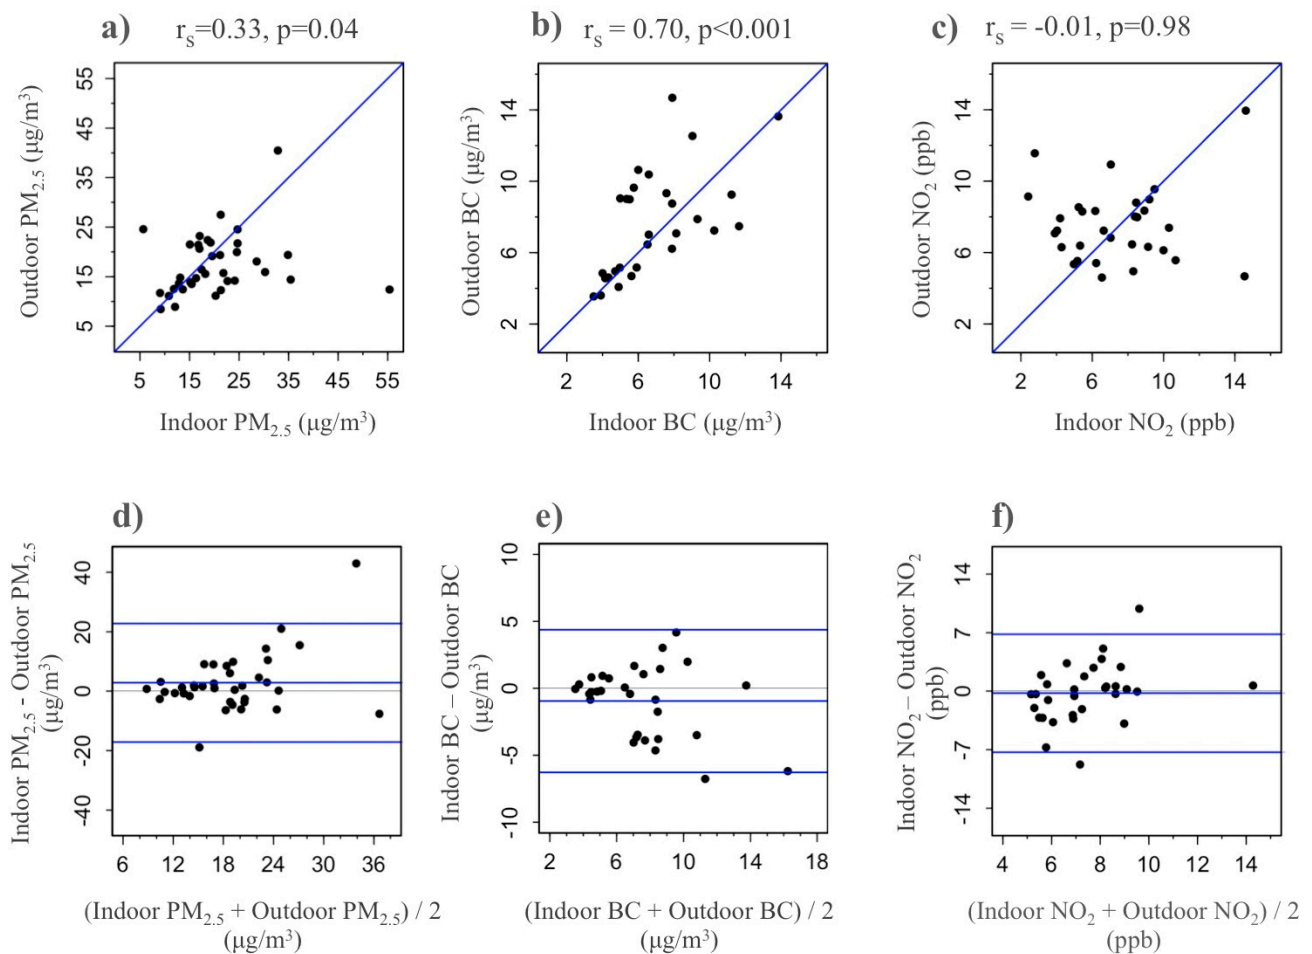 a) r_s=0.33, p=0.04
Outdoor PM₂.₅ (μg/m³)
55
45
35
25
15
5
5 15 25 35 45 55
Indoor PM₂.₅ (μg/m³)
b) r_s = 0.70, p<0.001
Outdoor BC (μg/m³)
14
10
6
2
2 6 10 14
Indoor BC (μg/m³)
c) r_s = -0.01, p=0.98
Outdoor NO₂ (ppb)
14
10
6
2
2 6 10 14
Indoor NO₂ (ppb)
d)
Indoor PM₂.₅ - Outdoor PM₂.₅
(μg/m³)
40
20
0
-20
-40
6 12 18 24 30 36
(Indoor PM₂.₅ + Outdoor PM₂.₅) / 2
(μg/m³)
e)
Indoor BC – Outdoor BC
(μg/m³)
10
5
0
-5
-10
2 6 10 14 18
(Indoor BC + Outdoor BC) / 2
(μg/m³)
f)
Indoor NO₂ – Outdoor NO₂
(ppb)
14
7
0
-7
-14
4 6 8 10 12 14
(Indoor NO₂ + Outdoor NO₂) / 2
(ppb)